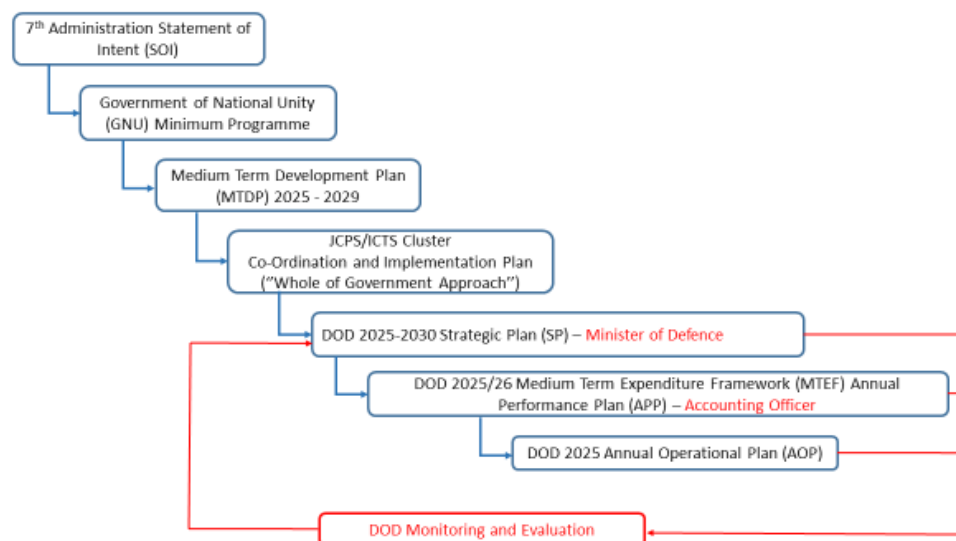 7th Administration Statement of
Intent (SOI)
Government of National Unity
(GNU) Minimum Programme
Medium Term Development Plan
(MTDP) 2025 - 2029
JCPS/ICTS Cluster
Co-Ordination and Implementation Plan
(“Whole of Government Approach”)
DOD 2025-2030 Strategic Plan (SP) – Minister of Defence
DOD 2025/26 Medium Term Expenditure Framework (MTEF) Annual
Performance Plan (APP) – Accounting Officer
DOD 2025 Annual Operational Plan (AOP)
DOD Monitoring and Evaluation